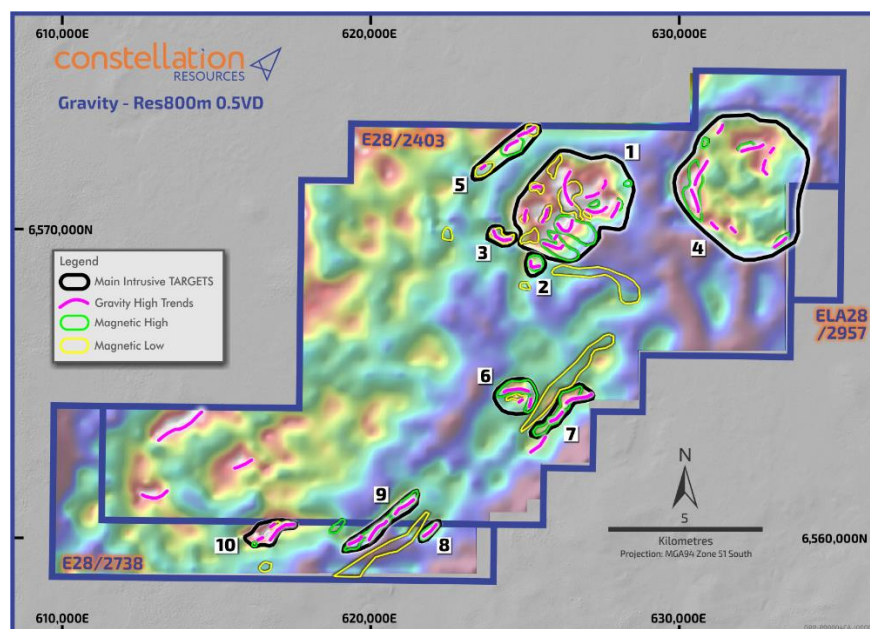 610,000E
620,000E
630,000E
constellation
RESOURCES
Gravity - Res800m 0.5VD
E28/2403
1
5
6,570,000N
3
4
2
Legend
Main Intrusive TARGETS
Gravity High Trends
Magnetic High
Magnetic Low
ELA28
/2957
6
7
N
5
Kilometres
Projection: MGA94 Zone 51 South
9
10
8
6,560,000N
E28/2738
610,000E
620,000E
630,000E